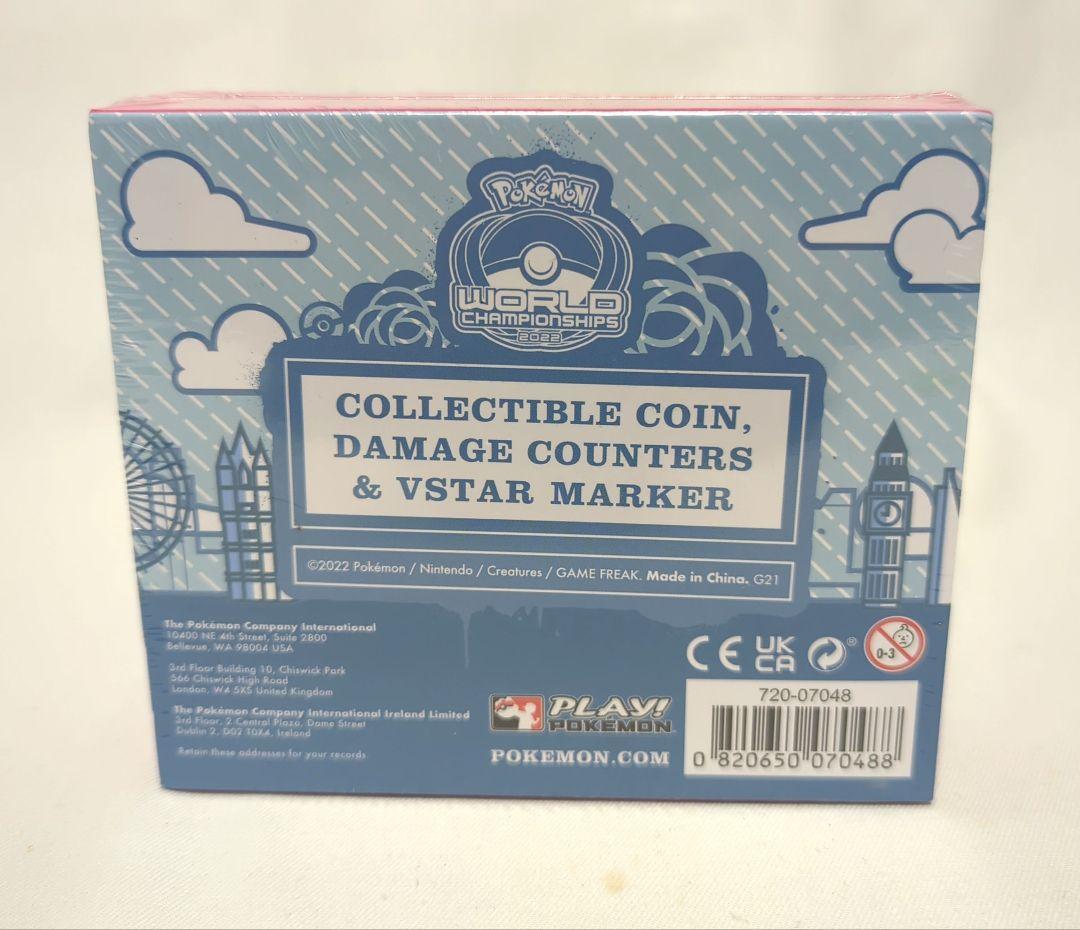 POKéMON
WORLD
CHAMPIONSHIPS
2022
COLLECTIBLE COIN,
DAMAGE COUNTERS
& VSTAR MARKER
©2022 Pokémon / Nintendo / Creatures / GAME FREAK. Made in China. G21
The Pokémon Company International
10400 NE 4th Street, Suite 2800
Bellevue, WA 98004 USA
3rd Floor Building 10, Chiswick Park
566 Chiswick High Road
London, W4 5XS United Kingdom
The Pokémon Company International Ireland Limited
3rd Floor, 2 Central Plaza, Dame Street
Dublin 2, D02 T0X4, Ireland
Retain these addresses for your records.
CE UK
CA ®
0-3
PLAY!
POKÉMON
POKEMON.COM
720-07048
0 820650 070488